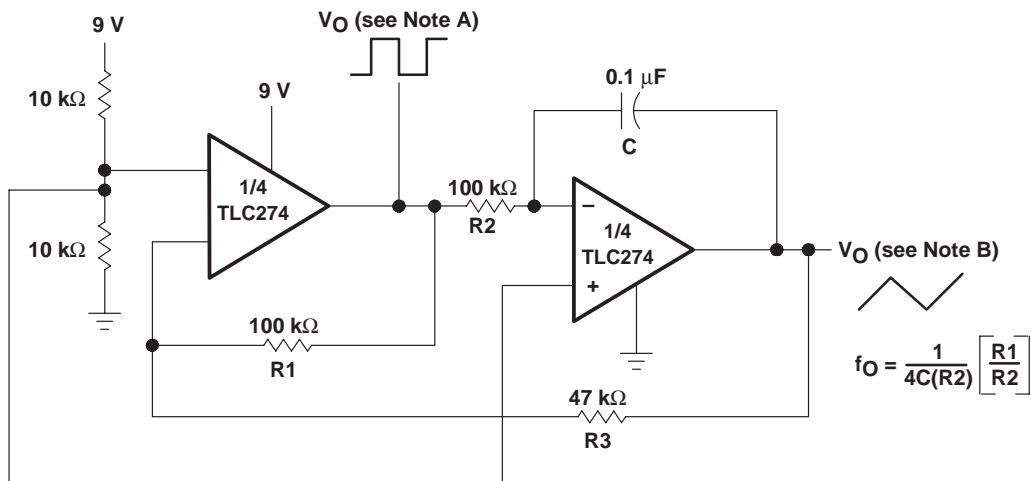 VO (see Note A)
9 V
10 kΩ
9 V
1/4
TLC274
10 kΩ
100 kΩ
R2
0.1 µF
C
–
1/4
TLC274
+
VO (see Note B)
100 kΩ
R1
fO = 1/4C(R2) [R1/R2]
47 kΩ
R3